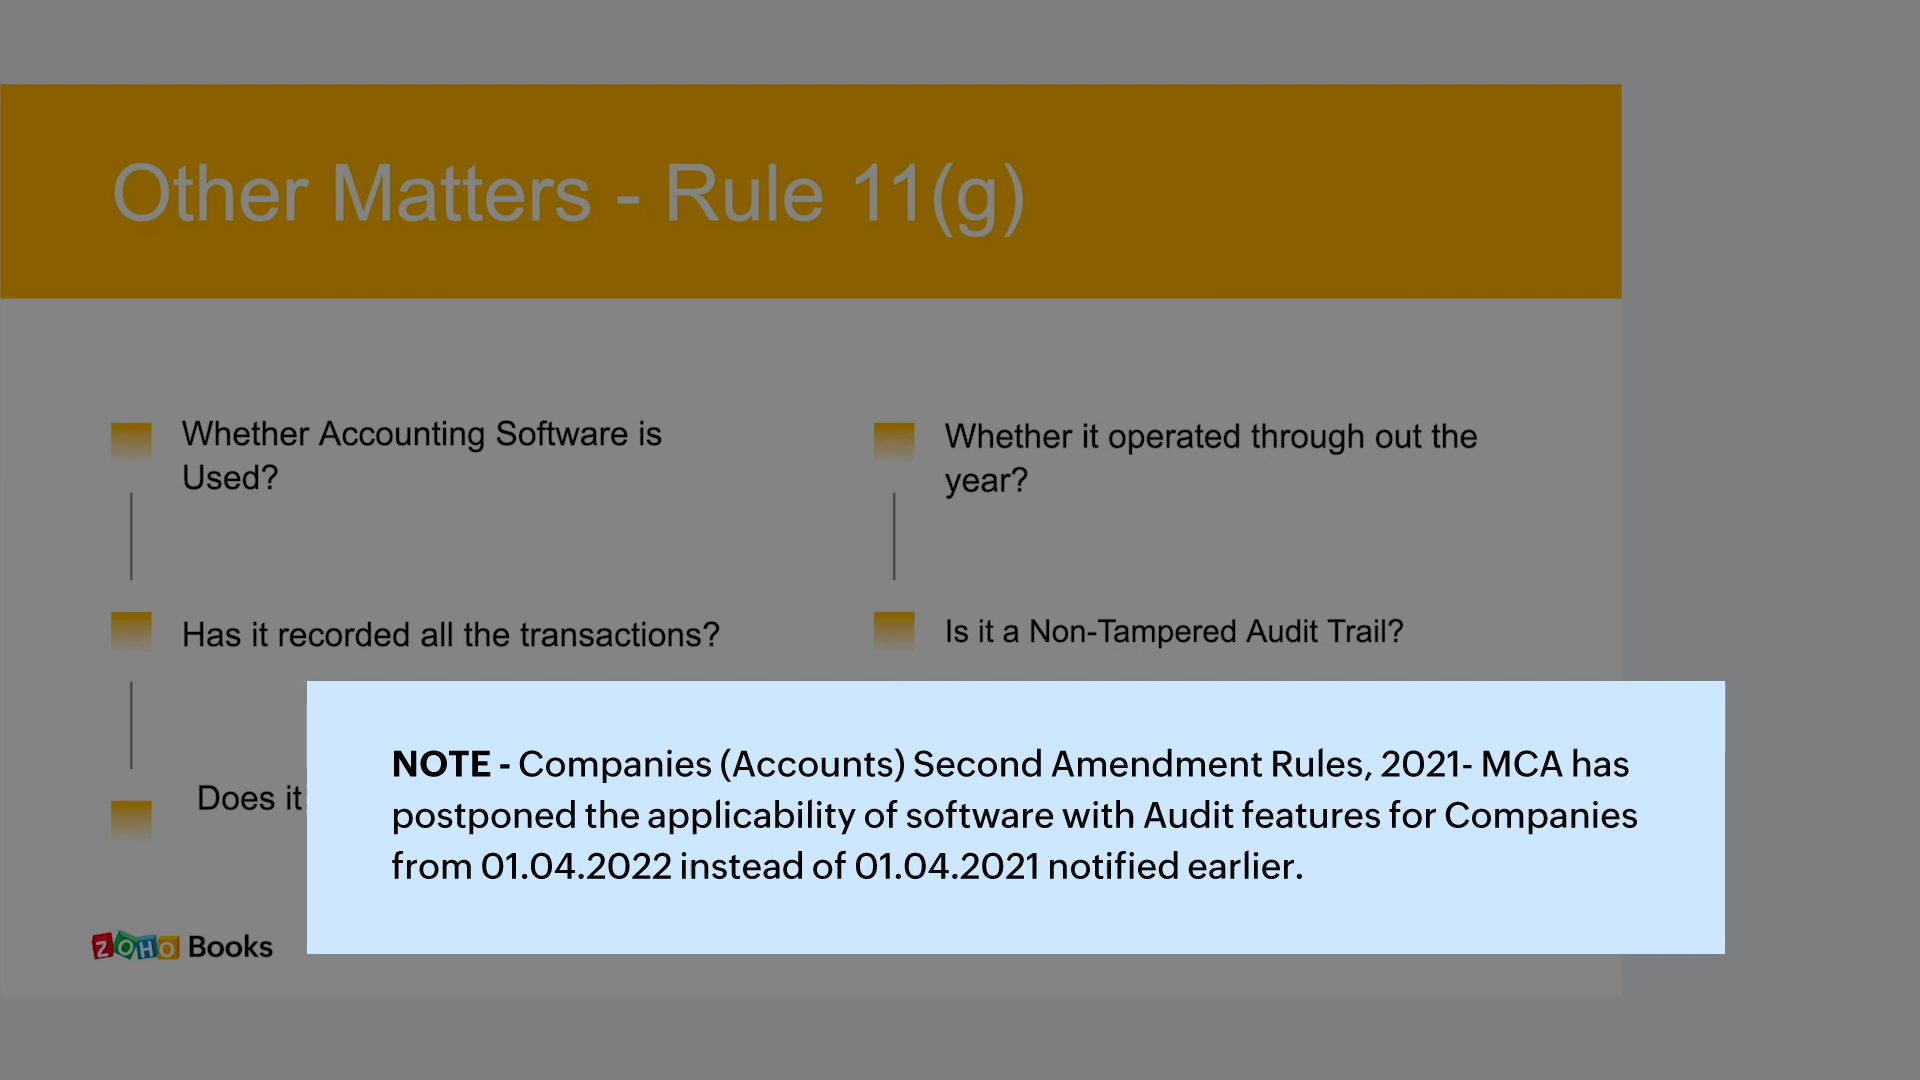 Other Matters - Rule 11(g)
Whether Accounting Software is
Used?
Has it recorded all the transactions?
Does it
Whether it operated through out the
year?
Is it a Non-Tampered Audit Trail?
NOTE - Companies (Accounts) Second Amendment Rules, 2021- MCA has
postponed the applicability of software with Audit features for Companies
from 01.04.2022 instead of 01.04.2021 notified earlier.
ZOHO Books